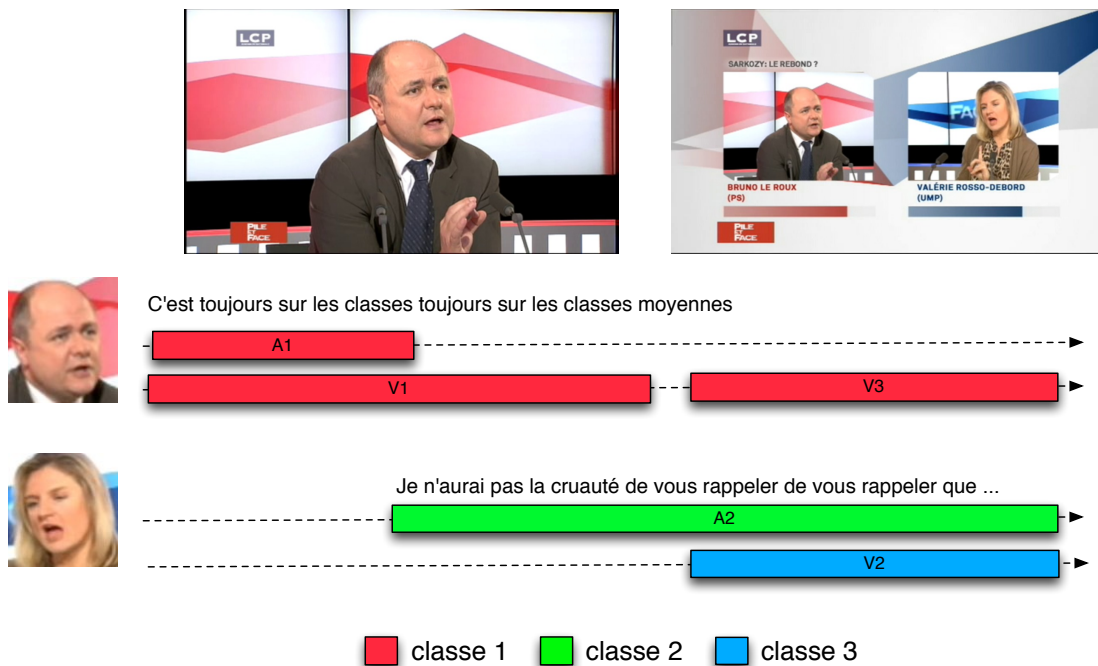 LCP
PILE
ET
FACE
LCP
SARKOZY: LE REBOND ?
BRUNO LE ROUX
(PS)
VALÉRIE ROSSO-DEBORD
(UMP)
PILE
ET
FACE
C'est toujours sur les classes toujours sur les classes moyennes
A1
V1
V3
Je n'aurai pas la cruauté de vous rappeler de vous rappeler que ...
A2
V2
classe 1
classe 2
classe 3